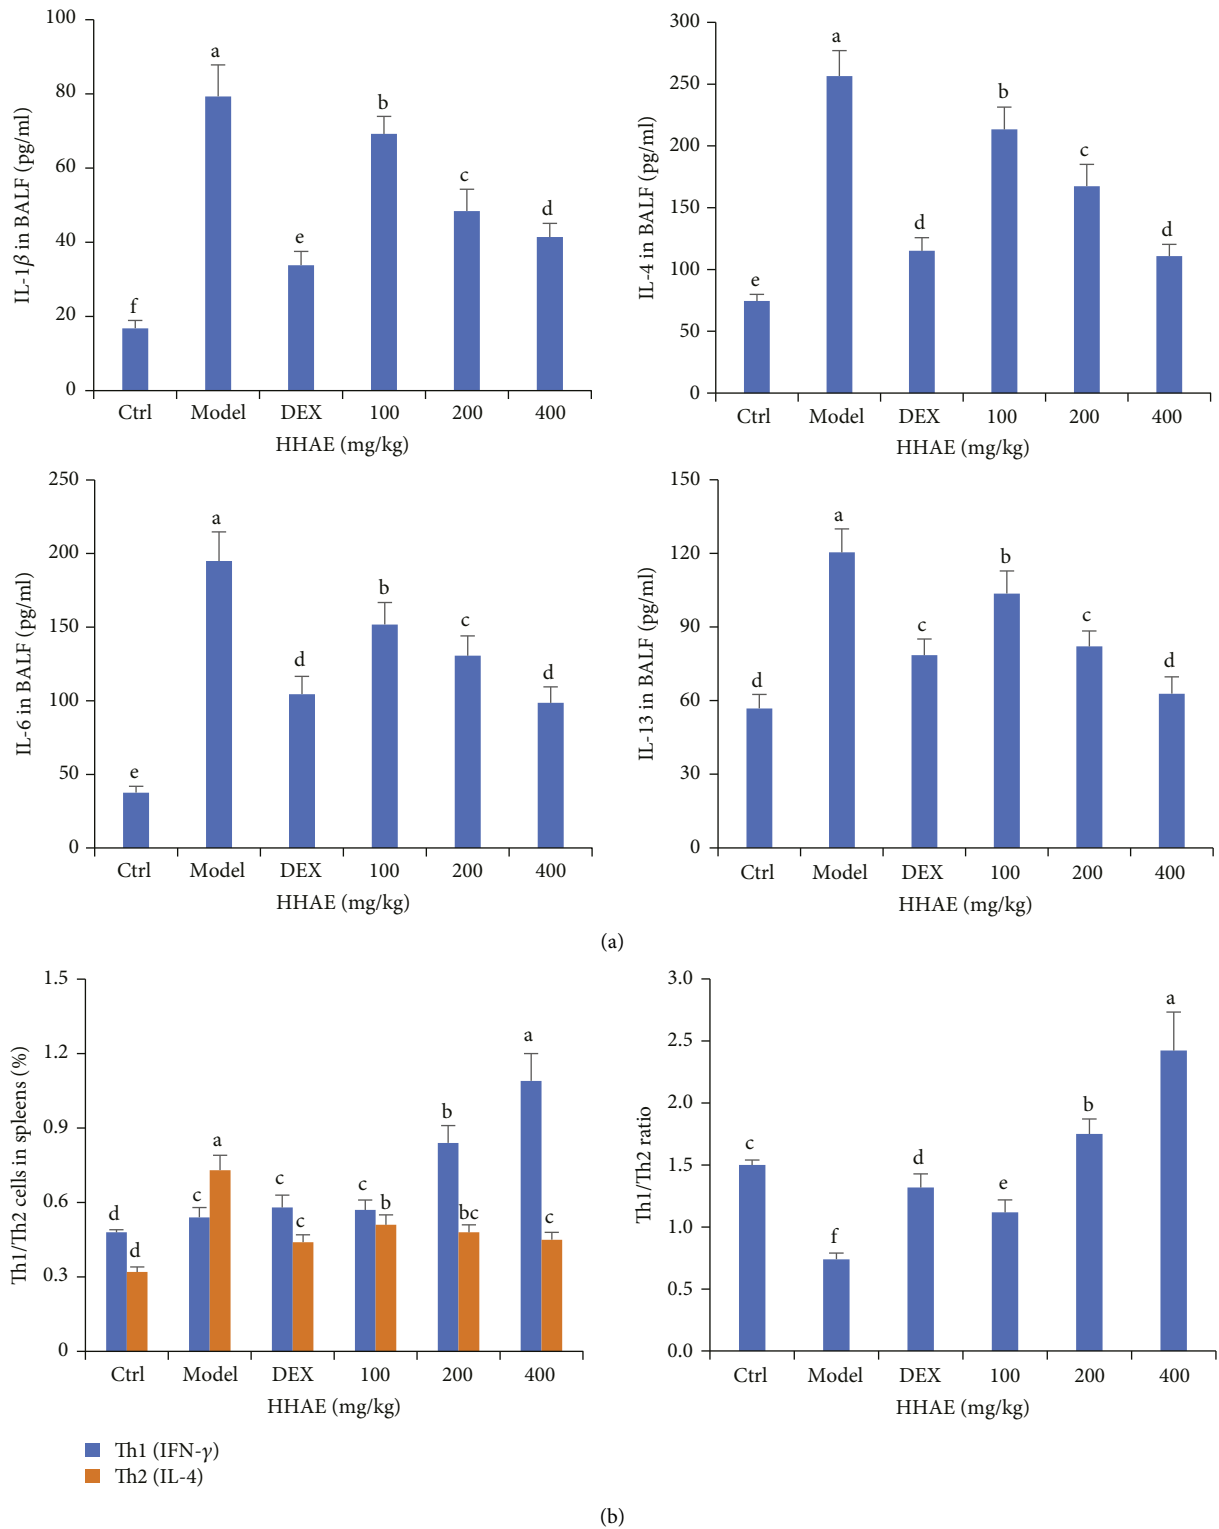 IL-1β in BALF (pg/ml)
100
80
60
40
20
0
f
a
e
b
c
d
Ctrl Model DEX 100 200 400
HHAE (mg/kg)
IL-4 in BALF (pg/ml)
300
250
200
150
100
50
0
e
a
d
b
c
d
Ctrl Model DEX 100 200 400
HHAE (mg/kg)
IL-6 in BALF (pg/ml)
250
200
150
100
50
0
e
a
d
b
c
d
Ctrl Model DEX 100 200 400
HHAE (mg/kg)
IL-13 in BALF (pg/ml)
150
120
90
60
30
0
d
a
c
b
c
d
Ctrl Model DEX 100 200 400
HHAE (mg/kg)
(a)
Th1/Th2 cells in spleens (%)
1.5
1.2
0.9
0.6
0.3
0
d
d
c
a
c
c
c
b
b
bc
a
c
Ctrl Model DEX 100 200 400
HHAE (mg/kg)
Th1 (IFN-γ)
Th2 (IL-4)
Th1/Th2 ratio
3.0
2.5
2.0
1.5
1.0
0.5
0.0
c
f
d
e
b
a
Ctrl Model DEX 100 200 400
HHAE (mg/kg)
(b)